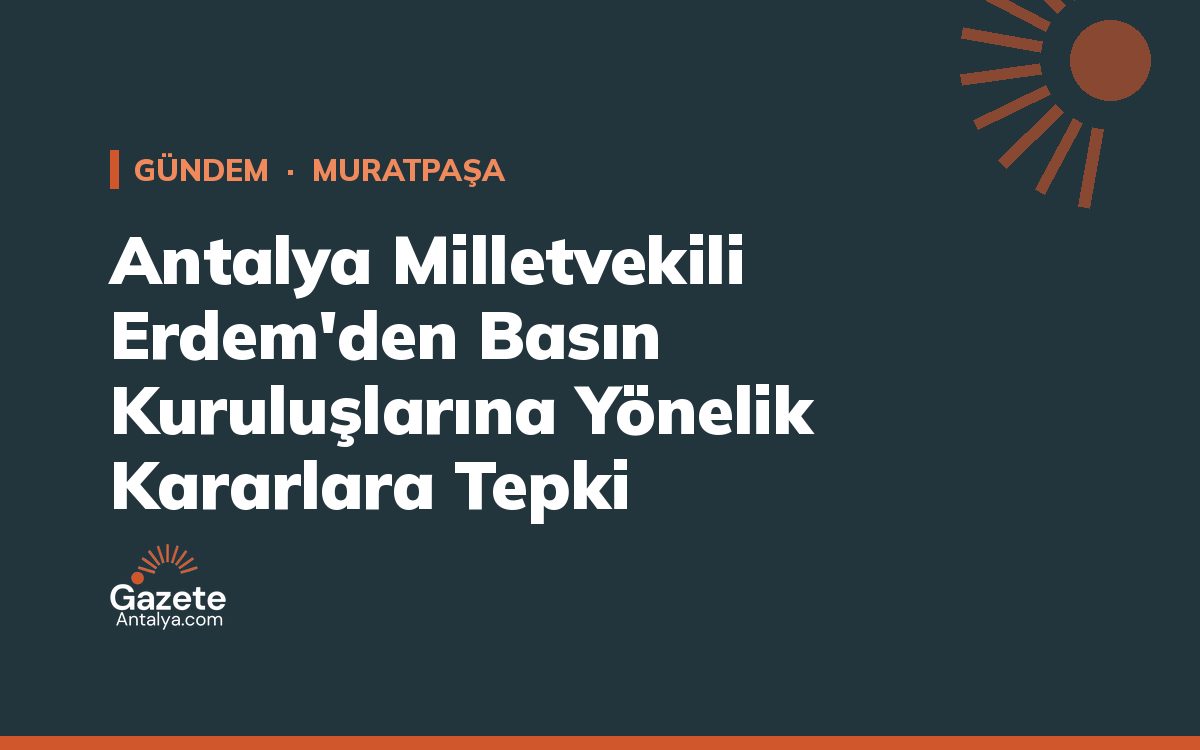 GÜNDEM · MURATPAŞA
Antalya Milletvekili
Erdem'den Basın
Kuruluşlarına Yönelik
Kararlara Tepki
Gazete
Antalya.com